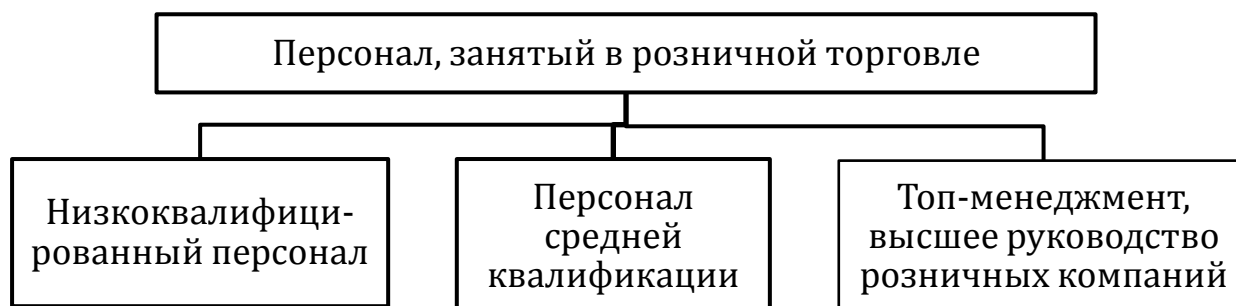 Персонал, занятый в розничной торговле
Низкоквалифици-
рованный персонал
Персонал
средней
квалификации
Топ-менеджмент,
высшее руководство
розничных компаний